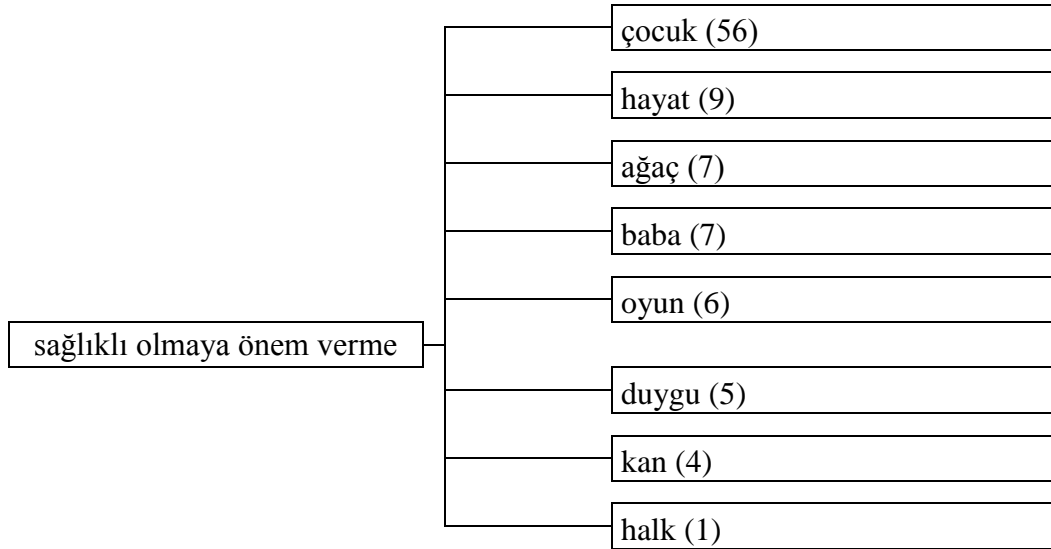 çocuk (56)
hayat (9)
ağaç (7)
baba (7)
oyun (6)
sağlıklı olmaya önem verme
duygu (5)
kan (4)
halk (1)